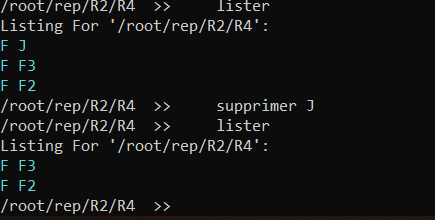 /root/rep/R2/R4  >>     lister
Listing For '/root/rep/R2/R4':
F J
F F3
F F2
/root/rep/R2/R4  >>     supprimer J
/root/rep/R2/R4  >>     lister
Listing For '/root/rep/R2/R4':
F F3
F F2
/root/rep/R2/R4  >>